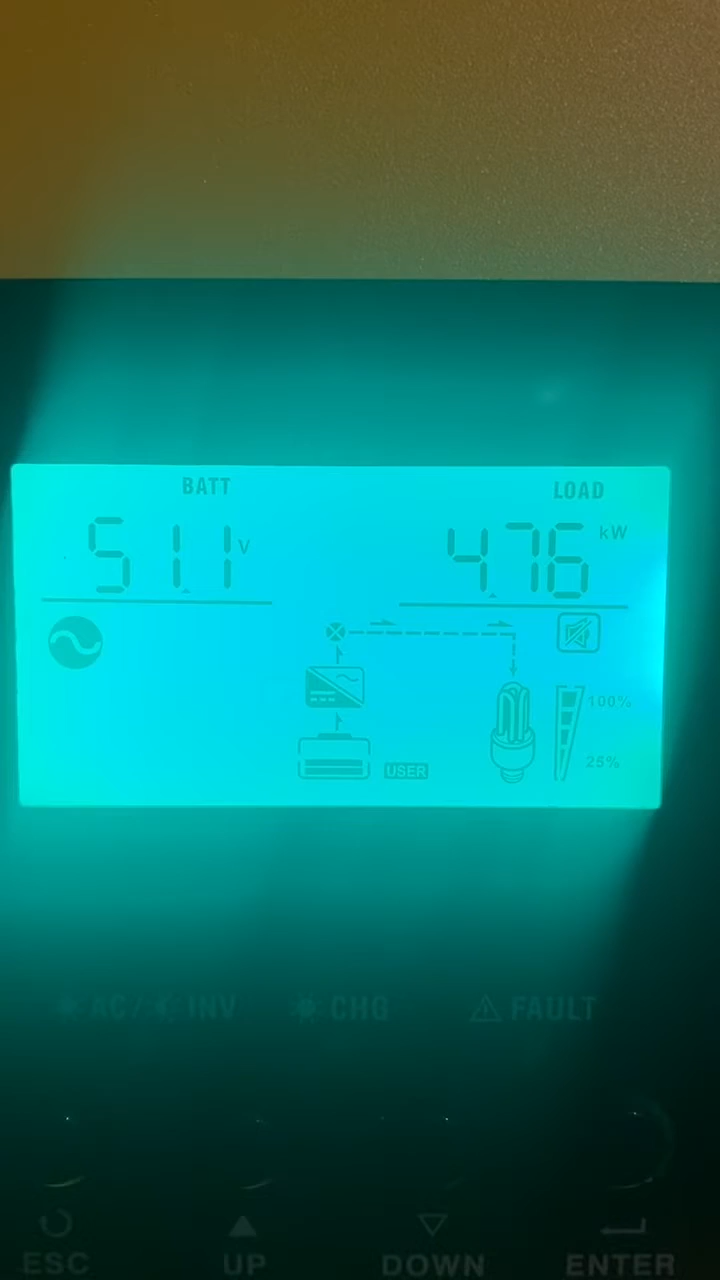 BATT LOAD
51.1 V 4.76 kW
100%
USER 25%
AC/ INV CHG FAULT
ESC UP DOWN ENTER